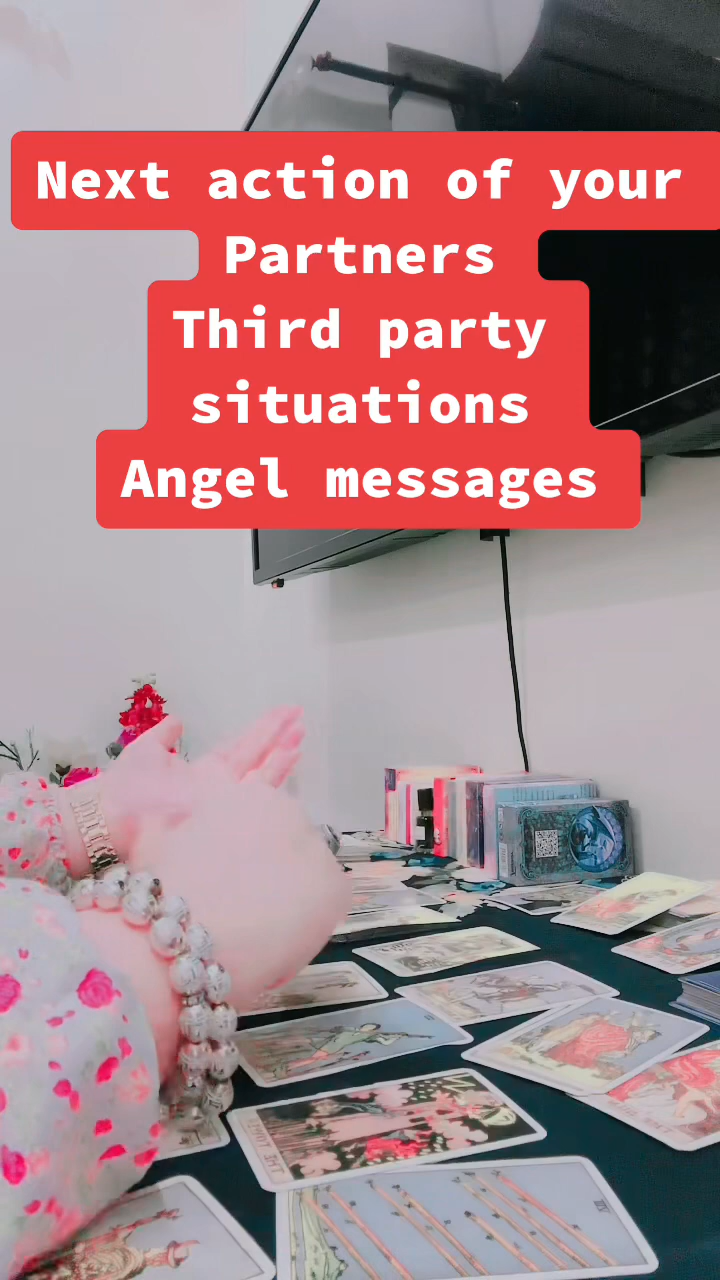 Next action of your
Partners
Third party
situations
Angel messages